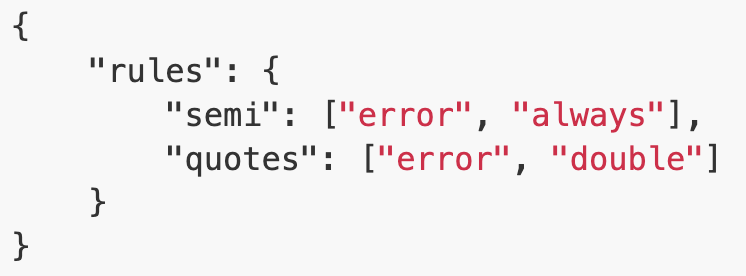 {
    "rules": {
        "semi": ["error", "always"],
        "quotes": ["error", "double"]
    }
}